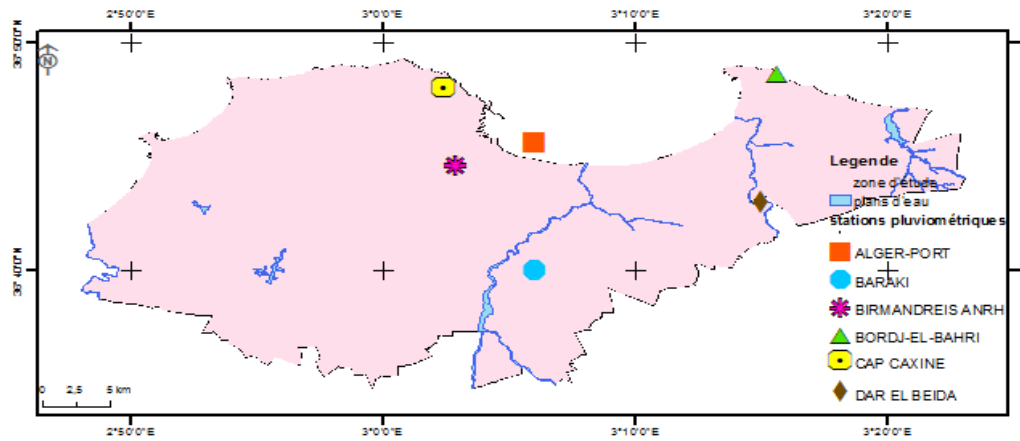 2°50'0"E 3°0'0"E 3°10'0"E 3°20'0"E
36°50'0"N
N
36°40'0"N
Legende
zone d'étude
plans d'eau
stations pluviométriques
ALGER-PORT
BARAKI
BIRMANDREIS ANRH
BORDJ-EL-BAHRI
CAP CAXINE
DAR EL BEIDA
0 2,5 5 km
2°50'0"E 3°0'0"E 3°10'0"E 3°20'0"E